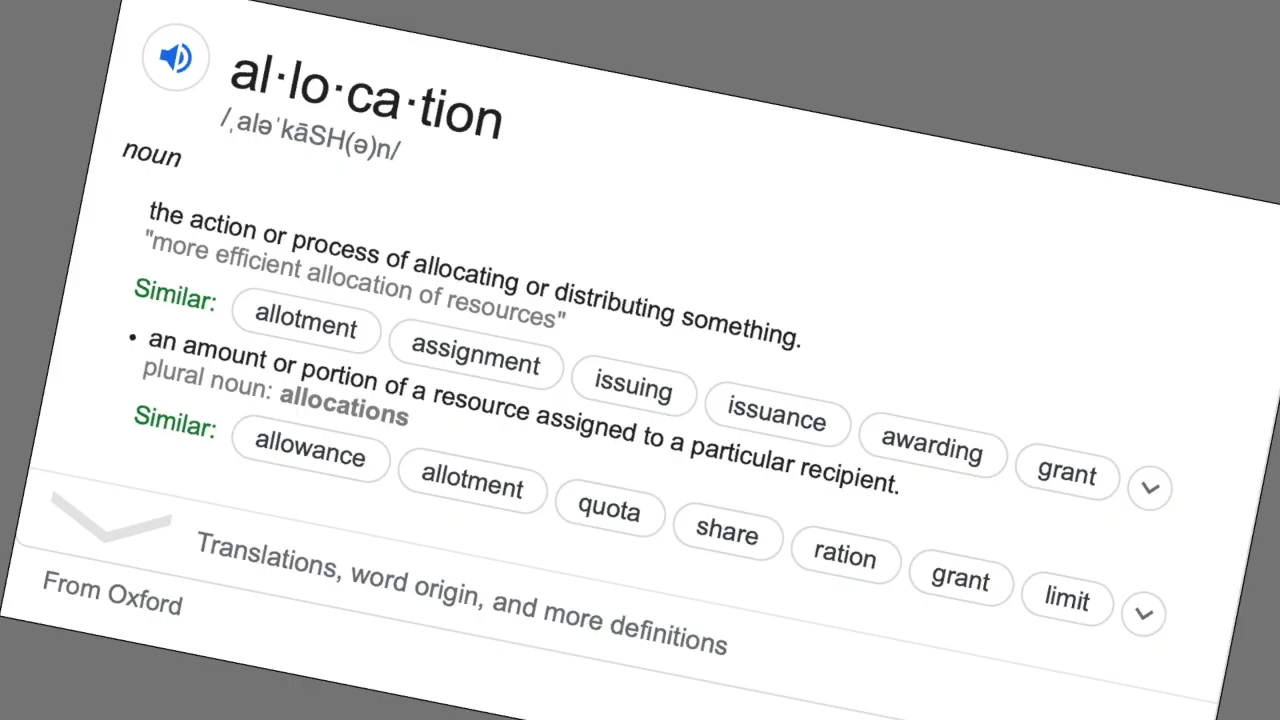 al·lo·ca·tion
/ˌaləˈkāSH(ə)n/
noun
the action or process of allocating or distributing something.
"more efficient allocation of resources"
Similar: allotment assignment issuing issuance awarding grant
• an amount or portion of a resource assigned to a particular recipient.
plural noun: allocations
Similar: allowance allotment quota share ration grant limit
Translations, word origin, and more definitions
From Oxford